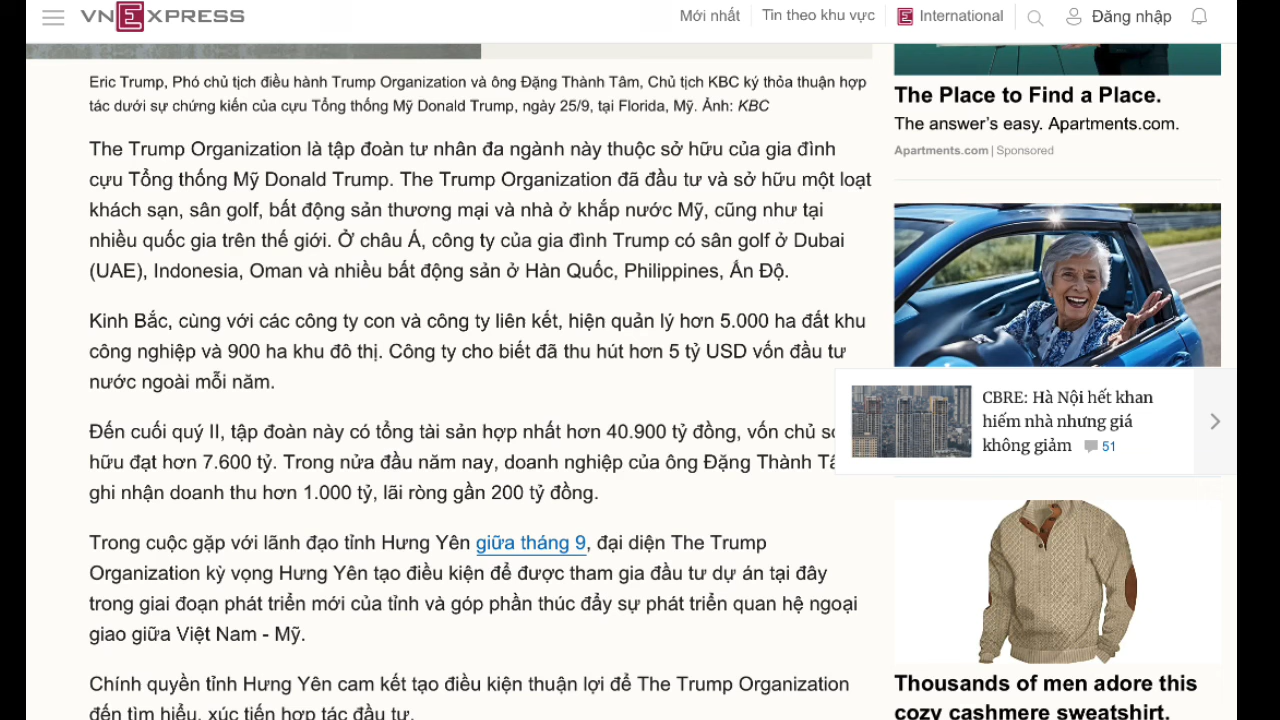 VNEXPRESS
Mới nhất
Tin theo khu vực
International
Đăng nhập
Eric Trump, Phó chủ tịch điều hành Trump Organization và ông Đặng Thành Tâm, Chủ tịch KBC ký thỏa thuận hợp
tác dưới sự chứng kiến của cựu Tổng thống Mỹ Donald Trump, ngày 25/9, tại Florida, Mỹ. Ảnh: KBC
The Trump Organization là tập đoàn tư nhân đa ngành này thuộc sở hữu của gia đình
cựu Tổng thống Mỹ Donald Trump. The Trump Organization đã đầu tư và sở hữu một loạt
khách sạn, sân golf, bất động sản thương mại và nhà ở khắp nước Mỹ, cũng như tại
nhiều quốc gia trên thế giới. Ở châu Á, công ty của gia đình Trump có sân golf ở Dubai
(UAE), Indonesia, Oman và nhiều bất động sản ở Hàn Quốc, Philippines, Ấn Độ.
Kinh Bắc, cùng với các công ty con và công ty liên kết, hiện quản lý hơn 5.000 ha đất khu
công nghiệp và 900 ha khu đô thị. Công ty cho biết đã thu hút hơn 5 tỷ USD vốn đầu tư
nước ngoài mỗi năm.
Đến cuối quý II, tập đoàn này có tổng tài sản hợp nhất hơn 40.900 tỷ đồng, vốn chủ
hữu đạt hơn 7.600 tỷ. Trong nửa đầu năm nay, doanh nghiệp của ông Đặng Thành
ghi nhận doanh thu hơn 1.000 tỷ, lãi ròng gần 200 tỷ đồng.
Trong cuộc gặp với lãnh đạo tỉnh Hưng Yên giữa tháng 9, đại diện The Trump
Organization kỳ vọng Hưng Yên tạo điều kiện để được tham gia đầu tư dự án tại đây
trong giai đoạn phát triển mới của tỉnh và góp phần thúc đẩy sự phát triển quan hệ ngoại
giao giữa Việt Nam - Mỹ.
Chính quyền tỉnh Hưng Yên cam kết tạo điều kiện thuận lợi để The Trump Organization
đến tìm hiểu, xúc tiến hợp tác đầu tư.
The Place to Find a Place.
The answer's easy. Apartments.com.
Apartments.com | Sponsored
CBRE: Hà Nội hết khan
hiếm nhà nhưng giá
không giảm 51
Thousands of men adore this
cozy cashmere sweatshirt.